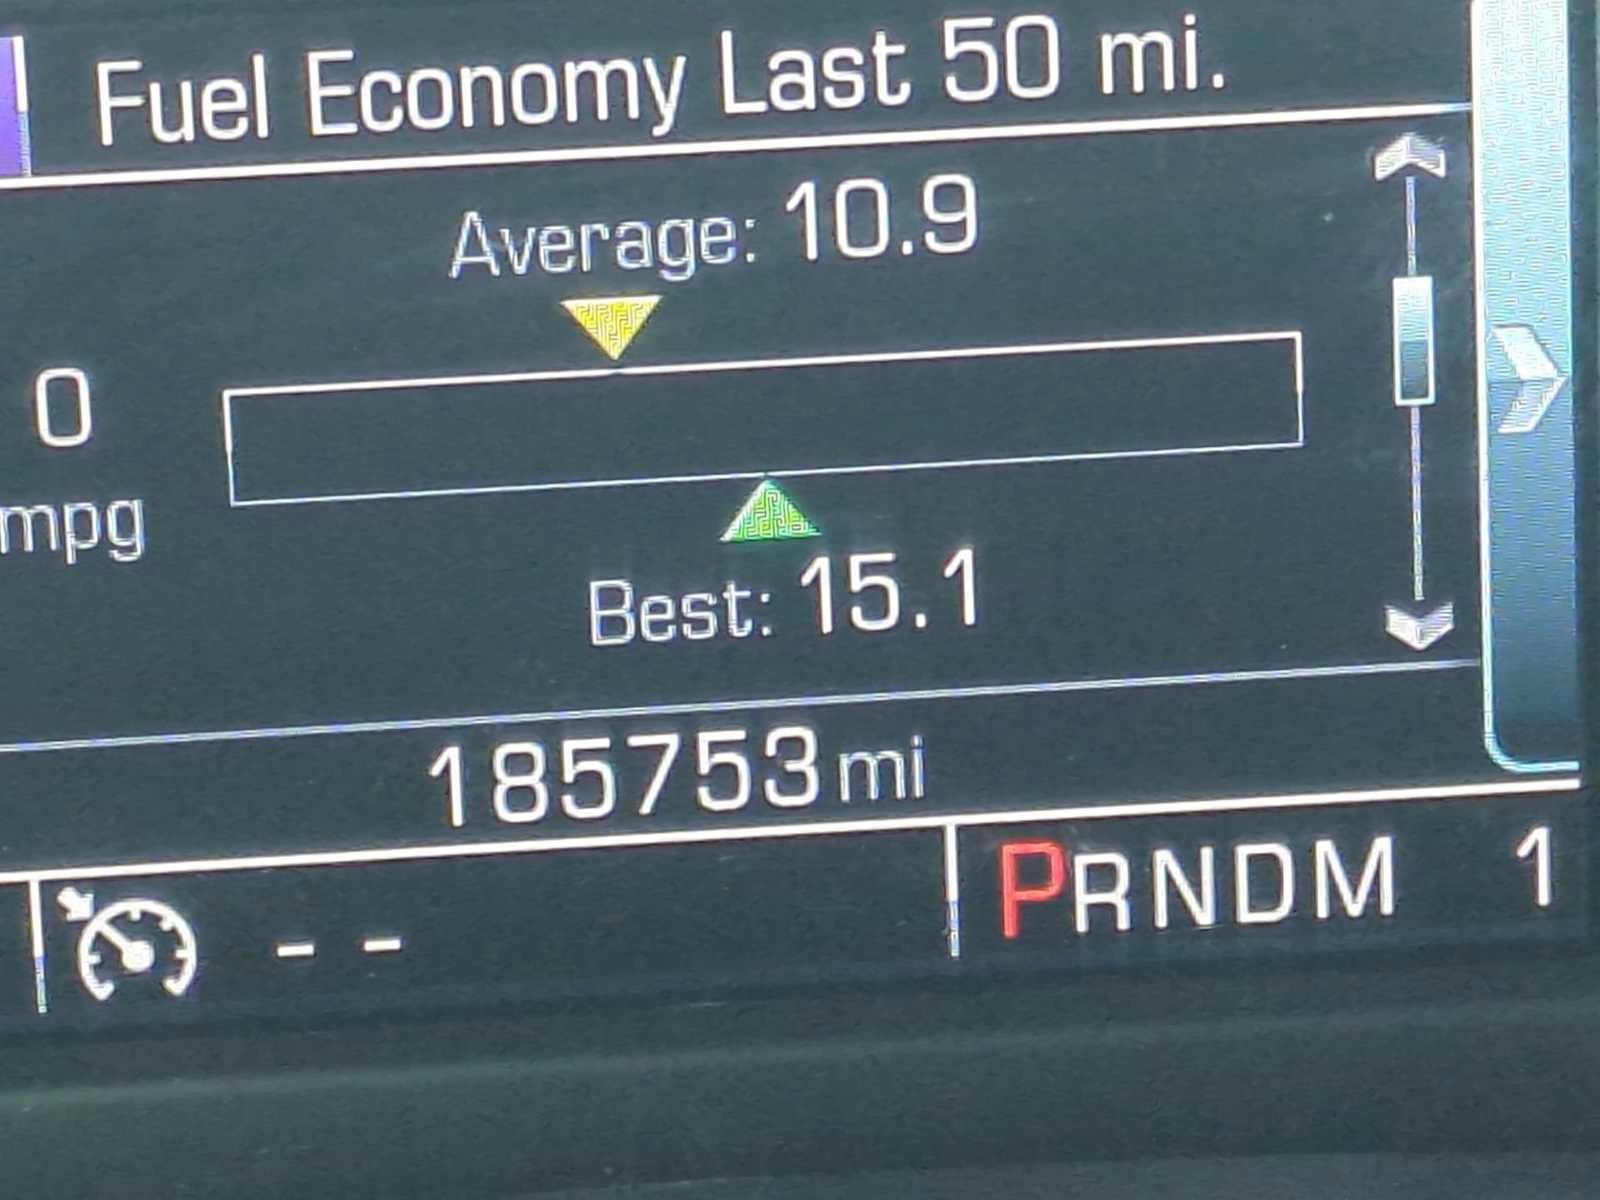 Fuel Economy Last 50 mi.
Average: 10.9
0
mpg
Best: 15.1
185753 mi
-- PRNDM 1